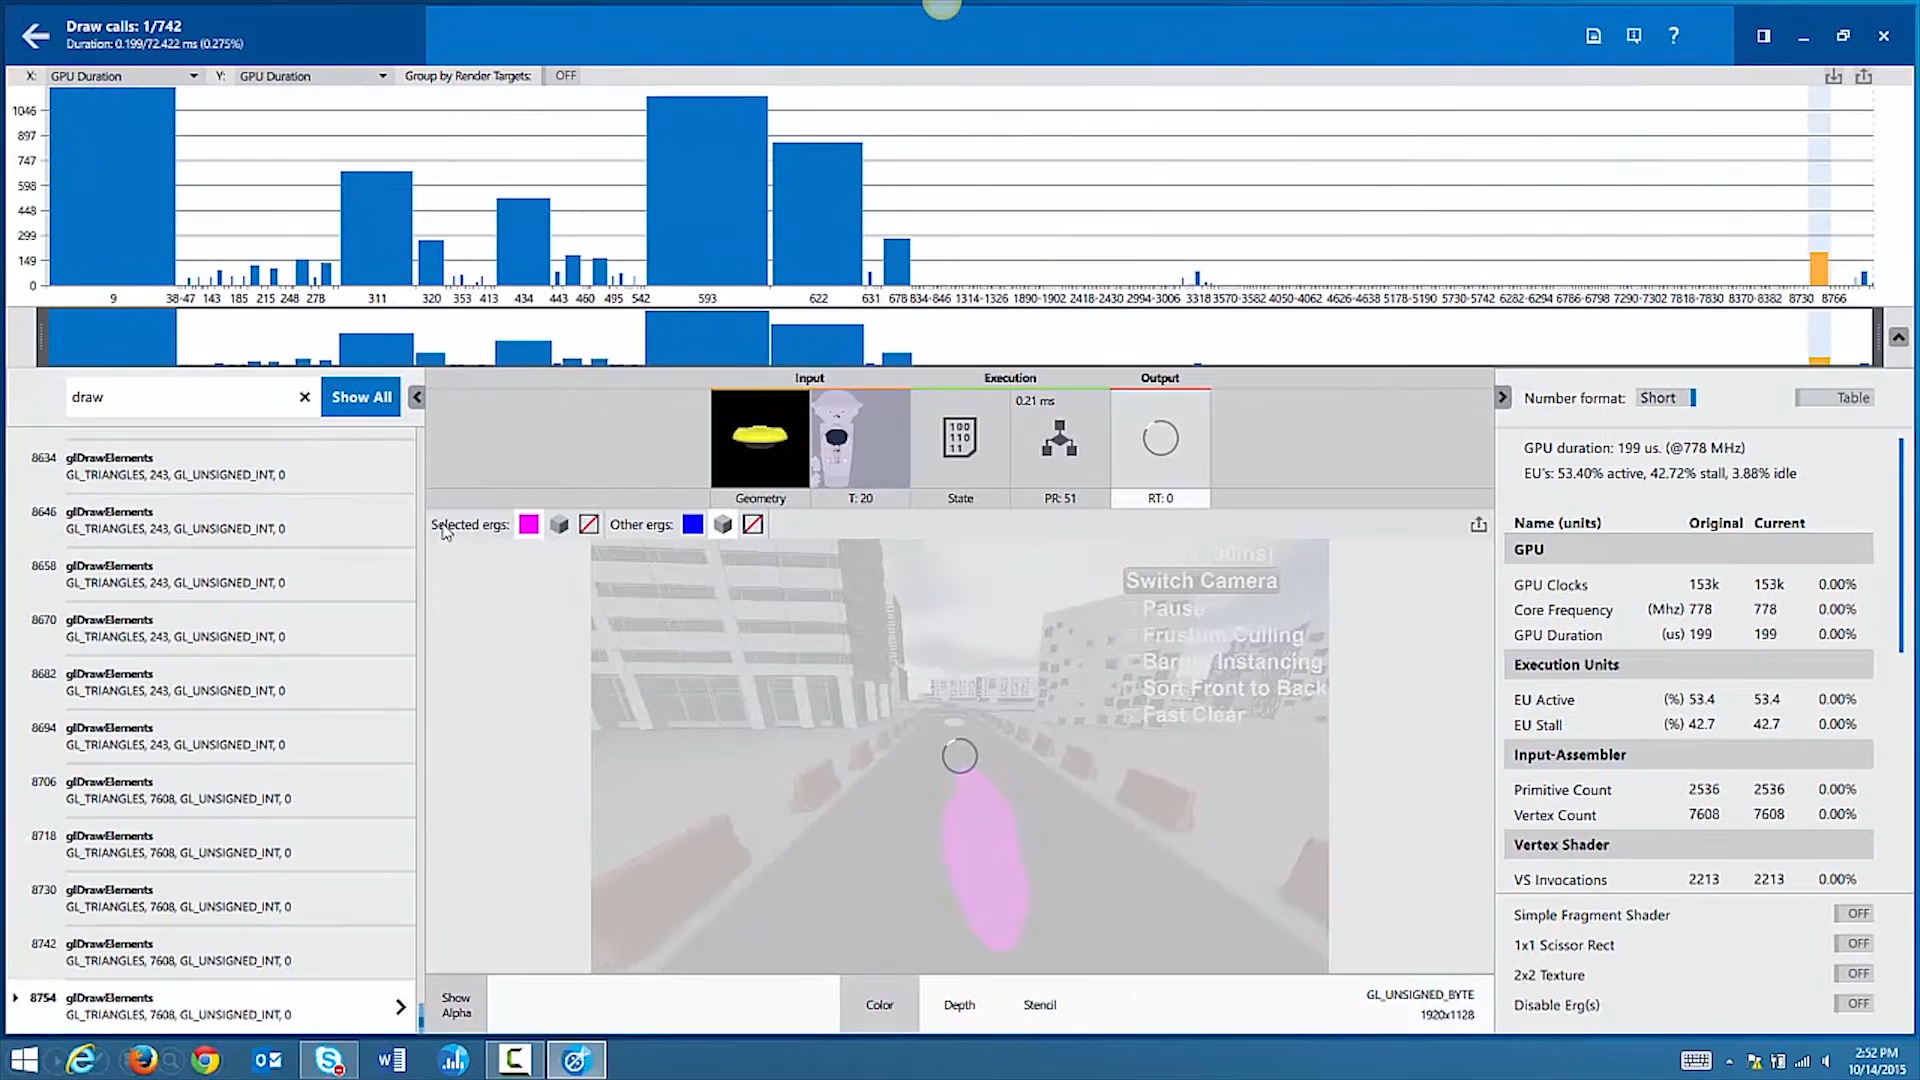 Draw calls: 1/742
Duration: 0.199/72.422 ms (0.275%)
?
X: GPU Duration Y: GPU Duration Group by Render Targets: OFF
1046
897
747
598
448
299
149
0
9 38-47 143 185 215 248 278 311 320 353 413 434 443 460 495 542 593 622 631 678 834-846 1314-1326 1890-1902 2418-2430 2994-3006 3318 3570-3582 4050-4062 4626-4638 5178-5190 5730-5742 6282-6294 6786-6798 7290-7302 7818-7830 8370-8382 8730 8766
draw
Show All
8634 glDrawElements
GL_TRIANGLES, 243, GL_UNSIGNED_INT, 0
8646 glDrawElements
GL_TRIANGLES, 243, GL_UNSIGNED_INT, 0
8658 glDrawElements
GL_TRIANGLES, 243, GL_UNSIGNED_INT, 0
8670 glDrawElements
GL_TRIANGLES, 243, GL_UNSIGNED_INT, 0
8682 glDrawElements
GL_TRIANGLES, 243, GL_UNSIGNED_INT, 0
8694 glDrawElements
GL_TRIANGLES, 243, GL_UNSIGNED_INT, 0
8706 glDrawElements
GL_TRIANGLES, 7608, GL_UNSIGNED_INT, 0
8718 glDrawElements
GL_TRIANGLES, 7608, GL_UNSIGNED_INT, 0
8730 glDrawElements
GL_TRIANGLES, 7608, GL_UNSIGNED_INT, 0
8742 glDrawElements
GL_TRIANGLES, 7608, GL_UNSIGNED_INT, 0
8754 glDrawElements
GL_TRIANGLES, 7608, GL_UNSIGNED_INT, 0
Input Execution Output
0.21 ms
100
110
11
Geometry T: 20 State PR: 51 RT: 0
Selected ergs: Other ergs:
Switch Camera
Pause
Frustum Culling
Barrier Instancing
Sort Front to Back
Fast Clear
Show
Alpha
Color Depth Stencil
GL_UNSIGNED_BYTE
1920x1128
Number format: Short Table
GPU duration: 199 us. (@778 MHz)
EU's: 53.40% active, 42.72% stall, 3.88% idle
Name (units) Original Current
GPU
GPU Clocks 153k 153k 0.00%
Core Frequency (Mhz) 778 778 0.00%
GPU Duration (us) 199 199 0.00%
Execution Units
EU Active (%) 53.4 53.4 0.00%
EU Stall (%) 42.7 42.7 0.00%
Input-Assembler
Primitive Count 2536 2536 0.00%
Vertex Count 7608 7608 0.00%
Vertex Shader
VS Invocations 2213 2213 0.00%
Simple Fragment Shader OFF
1x1 Scissor Rect OFF
2x2 Texture OFF
Disable Erg(s) OFF
2:52 PM
10/14/2015